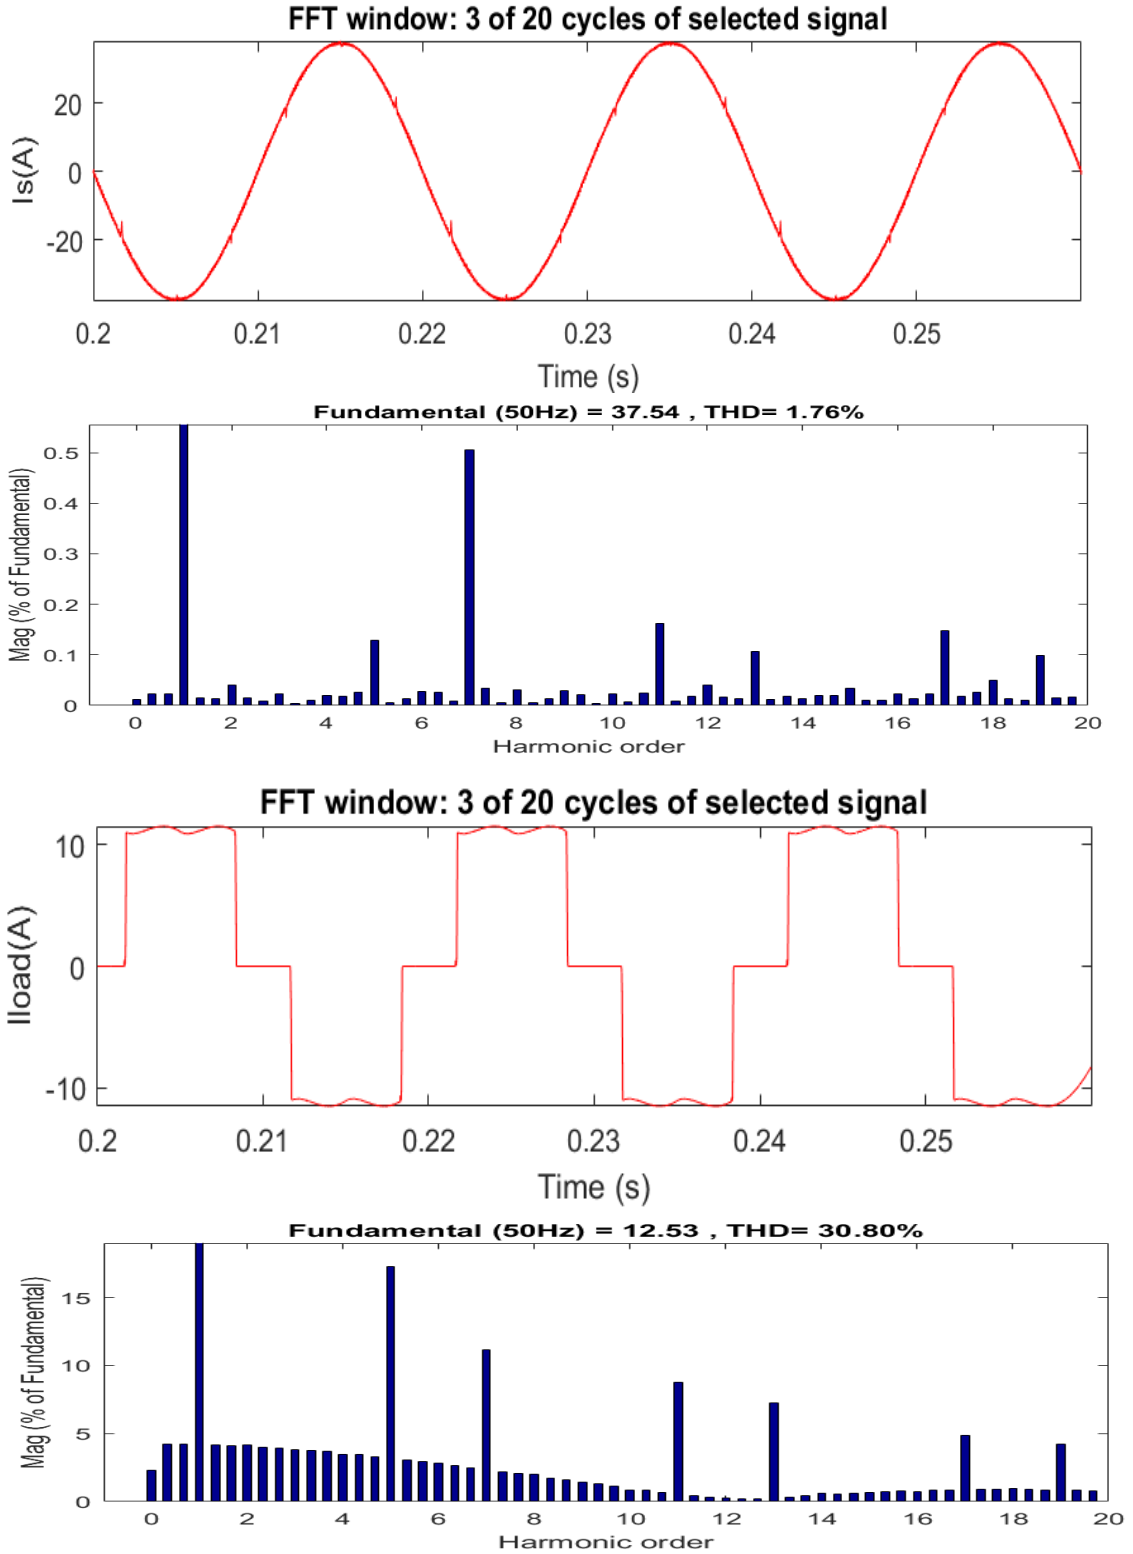 FFT window: 3 of 20 cycles of selected signal
Is(A)
20
0
-20
0.2 0.21 0.22 0.23 0.24 0.25
Time (s)
Fundamental (50Hz) = 37.54 , THD= 1.76%
Mag (% of Fundamental)
0.5
0.4
0.3
0.2
0.1
0
0 2 4 6 8 10 12 14 16 18 20
Harmonic order
FFT window: 3 of 20 cycles of selected signal
Iload(A)
10
0
-10
0.2 0.21 0.22 0.23 0.24 0.25
Time (s)
Fundamental (50Hz) = 12.53 , THD= 30.80%
Mag (% of Fundamental)
15
10
5
0
0 2 4 6 8 10 12 14 16 18 20
Harmonic order